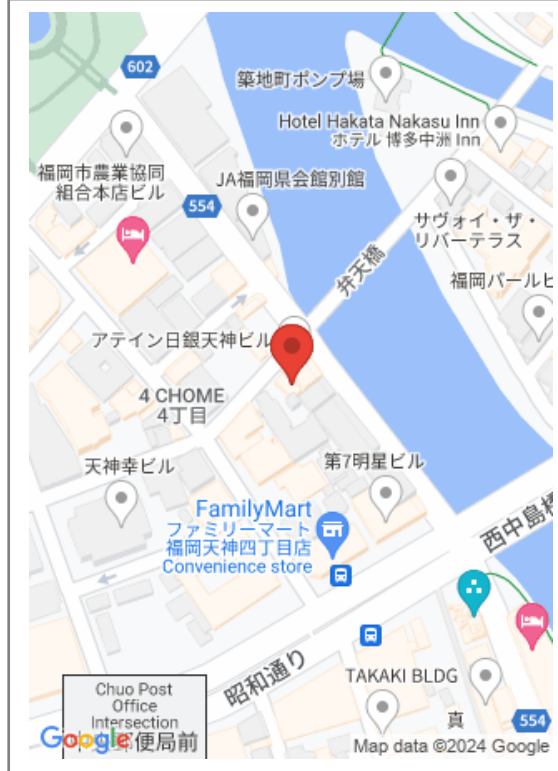 602
築地町ポンプ場
Hotel Hakata Nakasu Inn
ホテル 博多中洲 Inn
福岡市農業協同
組合本店ビル
JA福岡県会館別館
554
サヴォイ・ザ・
リバーテラス
弁天橋
福岡パールビ
アテイン日銀天神ビル
4 CHOME
4丁目
天神幸ビル
第7明星ビル
FamilyMart
ファミリーマート
福岡天神四丁目店
Convenience store
西中島橋
昭和通り
TAKAKI BLDG
真
554
Chuo Post
Office
Intersection
便局前
Google
Map data ©2024 Google